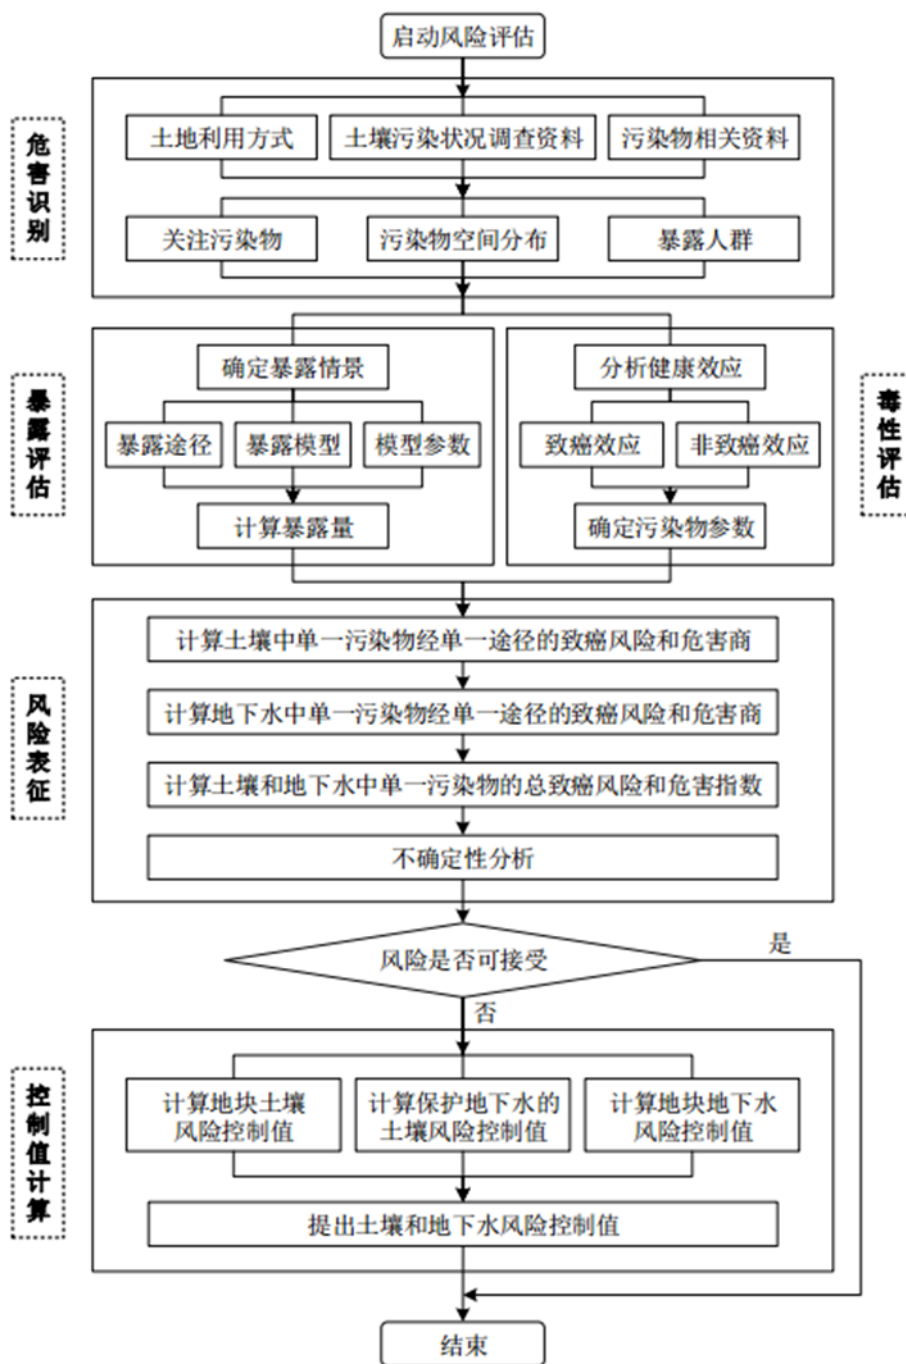 启动风险评估
危害识别
土地利用方式
土壤污染状况调查资料
污染物相关资料
关注污染物
污染物空间分布
暴露人群
暴露评估
确定暴露情景
暴露途径
暴露模型
模型参数
计算暴露量
分析健康效应
致癌效应
非致癌效应
确定污染物参数
毒性评估
风险表征
计算土壤中单一污染物经单一途径的致癌风险和危害商
计算地下水中单一污染物经单一途径的致癌风险和危害商
计算土壤和地下水中单一污染物的总致癌风险和危害指数
不确定性分析
风险是否可接受
是
否
控制值计算
计算地块土壤
风险控制值
计算保护地下水的
土壤风险控制值
计算地块地下水
风险控制值
提出土壤和地下水风险控制值
结束